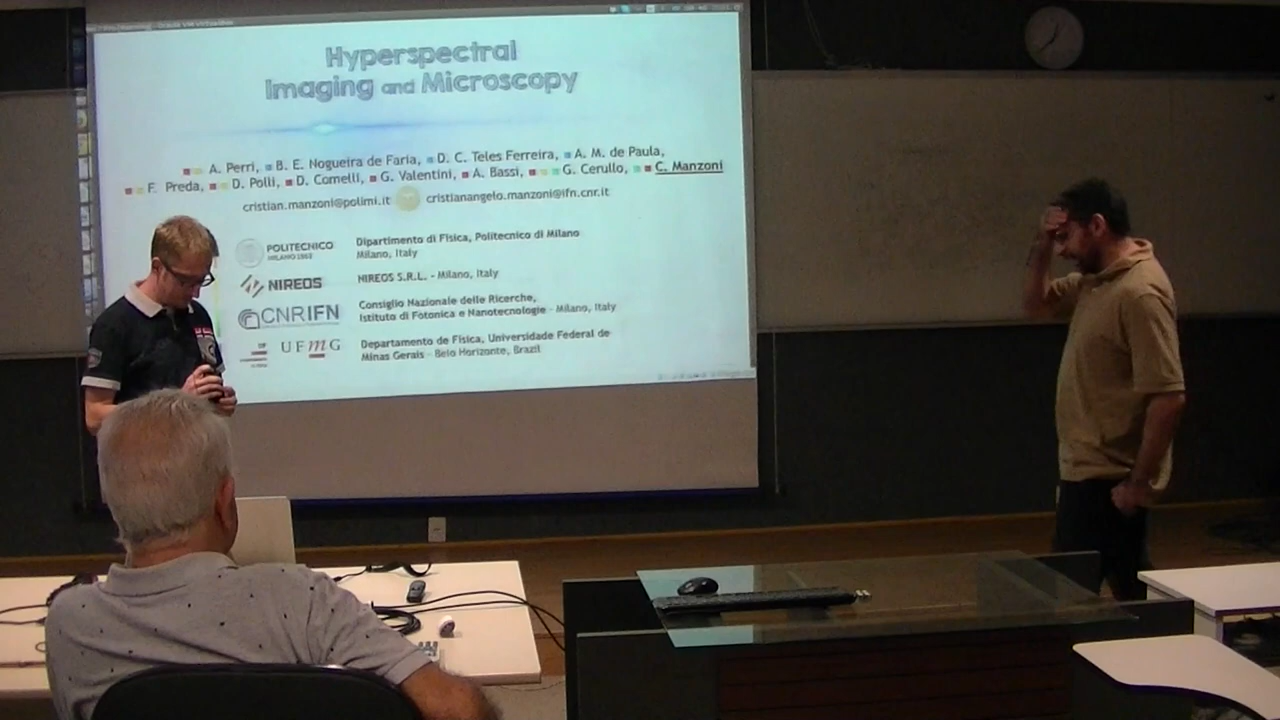 Hyperspectral
Imaging and Microscopy
A. Perri, B. E. Nogueira de Faria, D. C. Teles Ferreira, A. M. de Paula,
F. Preda, D. Polli, D. Comelli, G. Valentini, A. Bassi, G. Cerullo, C. Manzoni
cristian.manzoni@polimi.it cristianangelo.manzoni@ifn.cnr.it
POLITECNICO
MILANO 1863
Dipartimento di Fisica, Politecnico di Milano
Milano, Italy
NIREOS
NIREOS S.R.L. - Milano, Italy
CNRIFN
Consiglio Nazionale delle Ricerche,
Istituto di Fotonica e Nanotecnologie - Milano, Italy
UFmG
Departamento de Física, Universidade Federal de
Minas Gerais - Belo Horizonte, Brazil